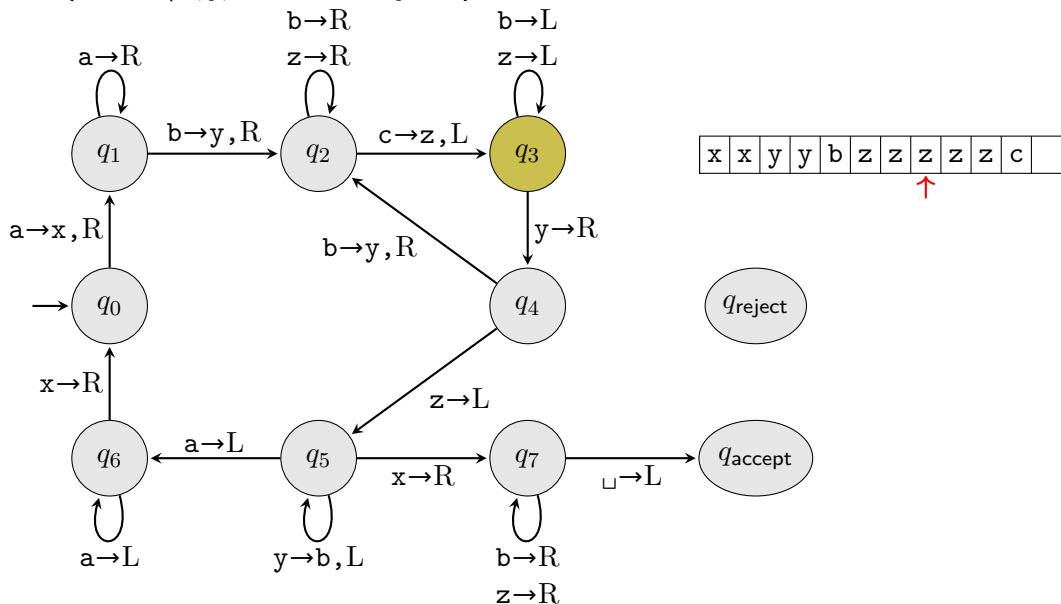 b→R
b→L
a→R
z→R
z→L
q1
b→y,R
q2
c→z,L
q3
x x y y b z z z z z c
↑
a→x,R
b→y,R
y→R
q0
q4
qreject
x→R
z→L
q6
a→L
q5
x→R
q7
␣→L
qaccept
a→L
y→b,L
b→R
z→R